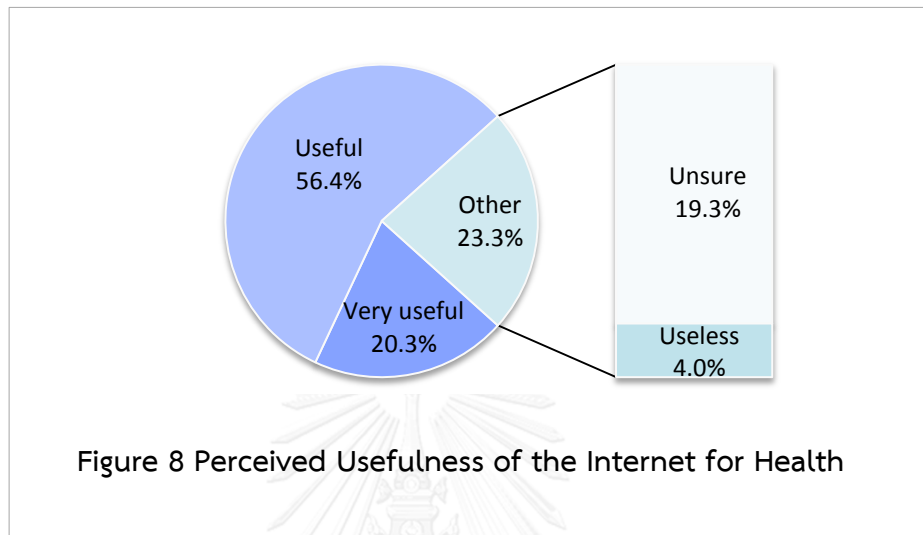 Useful
56.4%
Other
23.3%
Very useful
20.3%
Unsure
19.3%
Useless
4.0%
Figure 8 Perceived Usefulness of the Internet for Health